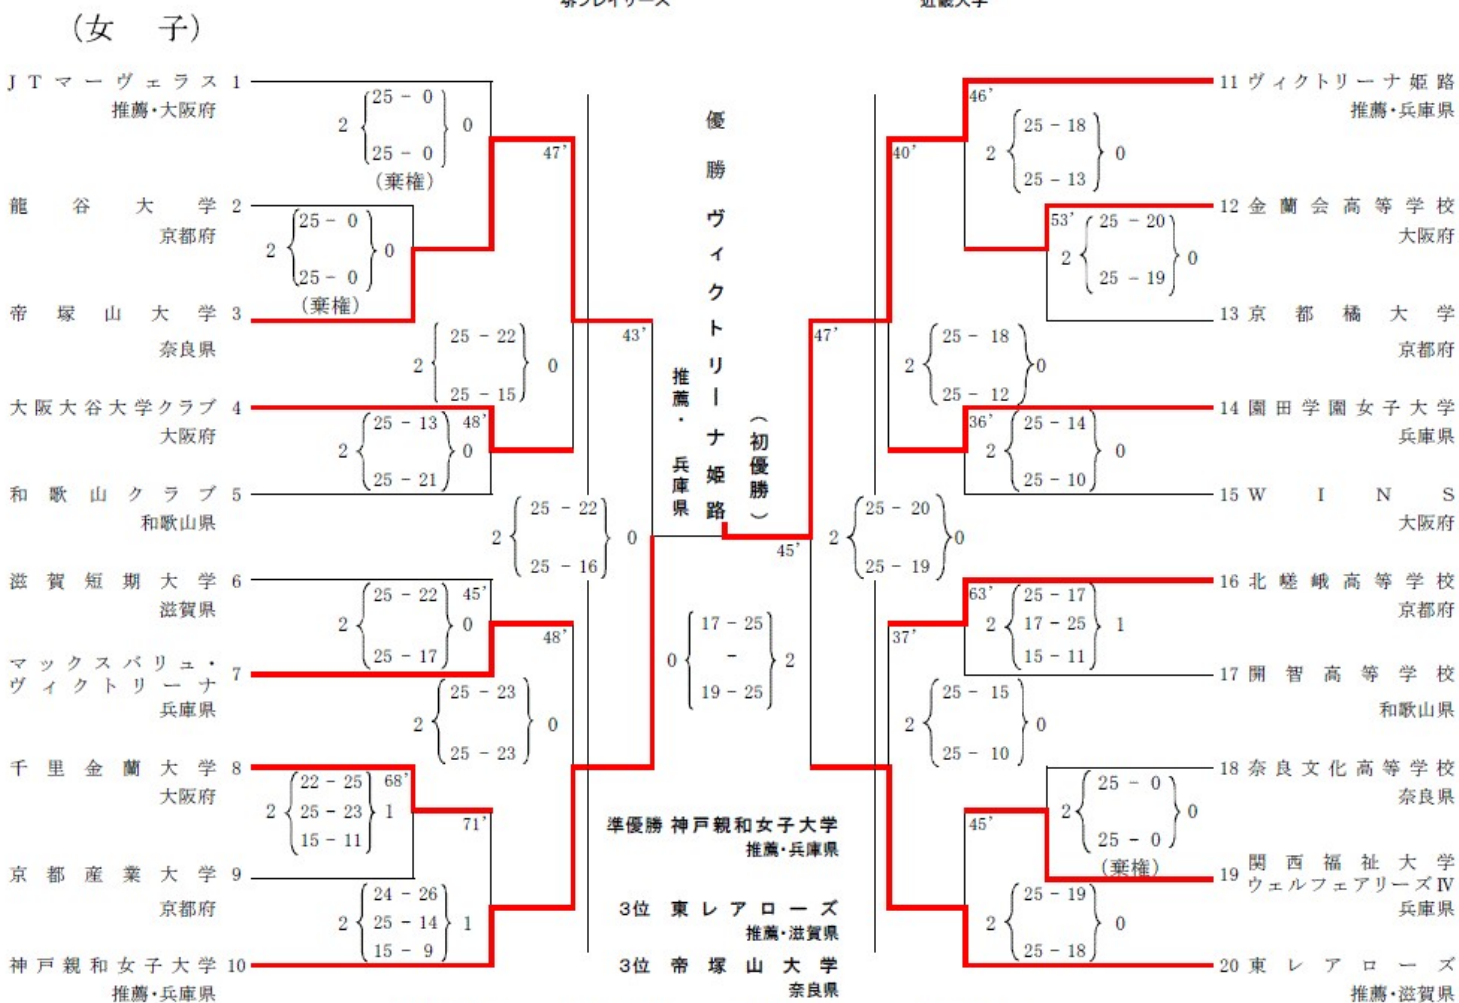 堺ブレイザーズ
近畿大学
(女 子)
JTマーヴェラス 1
推薦・大阪府
2 25 - 0 0
25 - 0
(棄権)
47'
龍谷大学 2
京都府
2 25 - 0 0
25 - 0
(棄権)
帝塚山大学 3
奈良県
2 25 - 22 0
25 - 15
43'
大阪大谷大学クラブ 4
大阪府
2 25 - 13 0
25 - 21
48'
和歌山クラブ 5
和歌山県
2 25 - 22 0
25 - 16
滋賀短期大学 6
滋賀県
2 25 - 22 0
25 - 17
45'
48'
マックスバリュ・
ヴィクトリーナ 7
兵庫県
2 25 - 23 0
25 - 23
千里金蘭大学 8
大阪府
2 22 - 25 1
25 - 23
15 - 11
68'
71'
京都産業大学 9
京都府
2 24 - 26 1
25 - 14
15 - 9
神戸親和女子大学 10
推薦・兵庫県
優勝 ヴィクトリーナ姫路
推薦・兵庫県
(初優勝)
45'
0 17 - 25 2
-
19 - 25
準優勝 神戸親和女子大学
推薦・兵庫県
3位 東レアローズ
推薦・滋賀県
3位 帝塚山大学
奈良県
11 ヴィクトリーナ姫路
推薦・兵庫県
46'
2 25 - 18 0
25 - 13
40'
12 金蘭会高等学校
大阪府
53'
2 25 - 20 0
25 - 19
13 京都橘大学
京都府
47'
2 25 - 18 0
25 - 12
14 園田学園女子大学
兵庫県
36'
2 25 - 14 0
25 - 10
15 WINS
大阪府
2 25 - 20 0
25 - 19
16 北嵯峨高等学校
京都府
63'
2 25 - 17 1
17 - 25
15 - 11
37'
17 開智高等学校
和歌山県
2 25 - 15 0
25 - 10
18 奈良文化高等学校
奈良県
2 25 - 0 0
25 - 0
(棄権)
45'
19 関西福祉大学
ウェルフェアリーズⅣ
兵庫県
2 25 - 19 0
25 - 18
20 東レアローズ
推薦・滋賀県